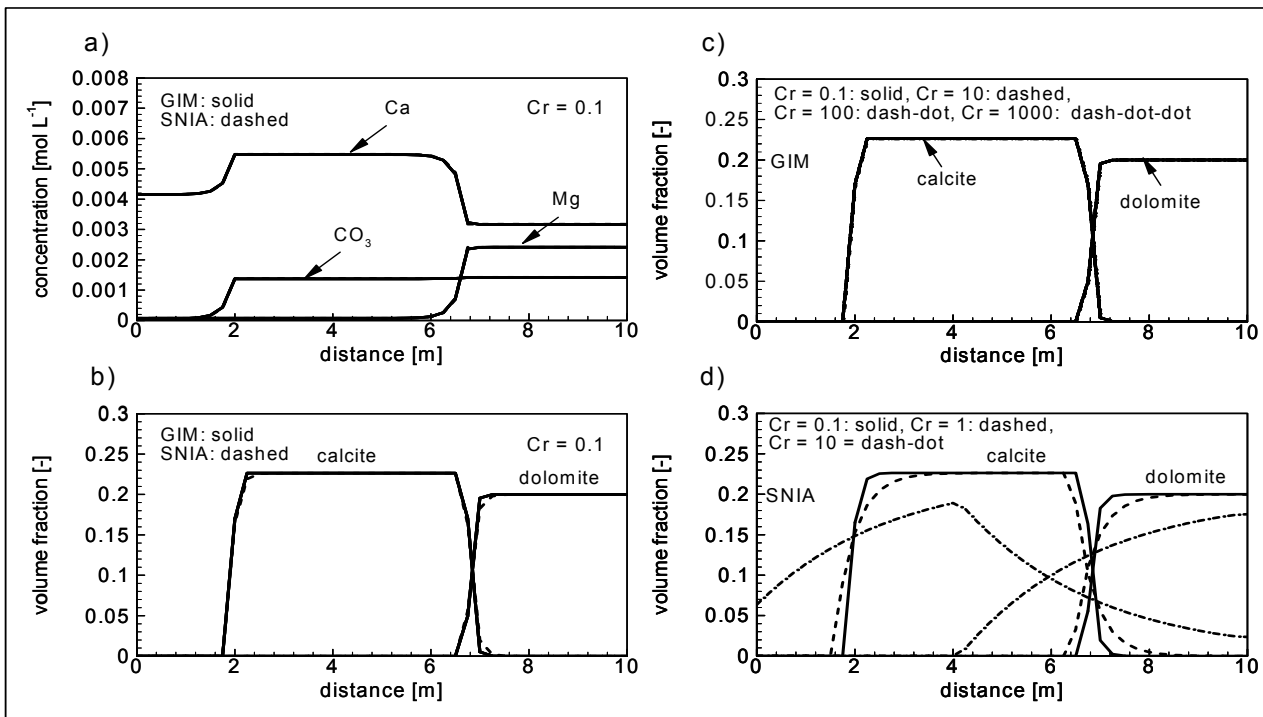 a)
0.008
0.007
0.006
0.005
0.004
0.003
0.002
0.001
0
concentration [mol L⁻¹]
GIM: solid
SNIA: dashed
Ca
Cr = 0.1
Mg
CO₃
0 2 4 6 8 10
distance [m]
b)
0.3
0.25
0.2
0.15
0.1
0.05
0
volume fraction [-]
GIM: solid
SNIA: dashed
calcite
Cr = 0.1
dolomite
0 2 4 6 8 10
distance [m]
c)
0.3
0.2
0.1
0
volume fraction [-]
Cr = 0.1: solid, Cr = 10: dashed,
Cr = 100: dash-dot, Cr = 1000: dash-dot-dot
GIM
calcite
dolomite
0 2 4 6 8 10
distance [m]
d)
0.3
0.25
0.2
0.15
0.1
0.05
0
volume fraction [-]
Cr = 0.1: solid, Cr = 1: dashed,
Cr = 10 = dash-dot
calcite
dolomite
SNIA
0 2 4 6 8 10
distance [m]